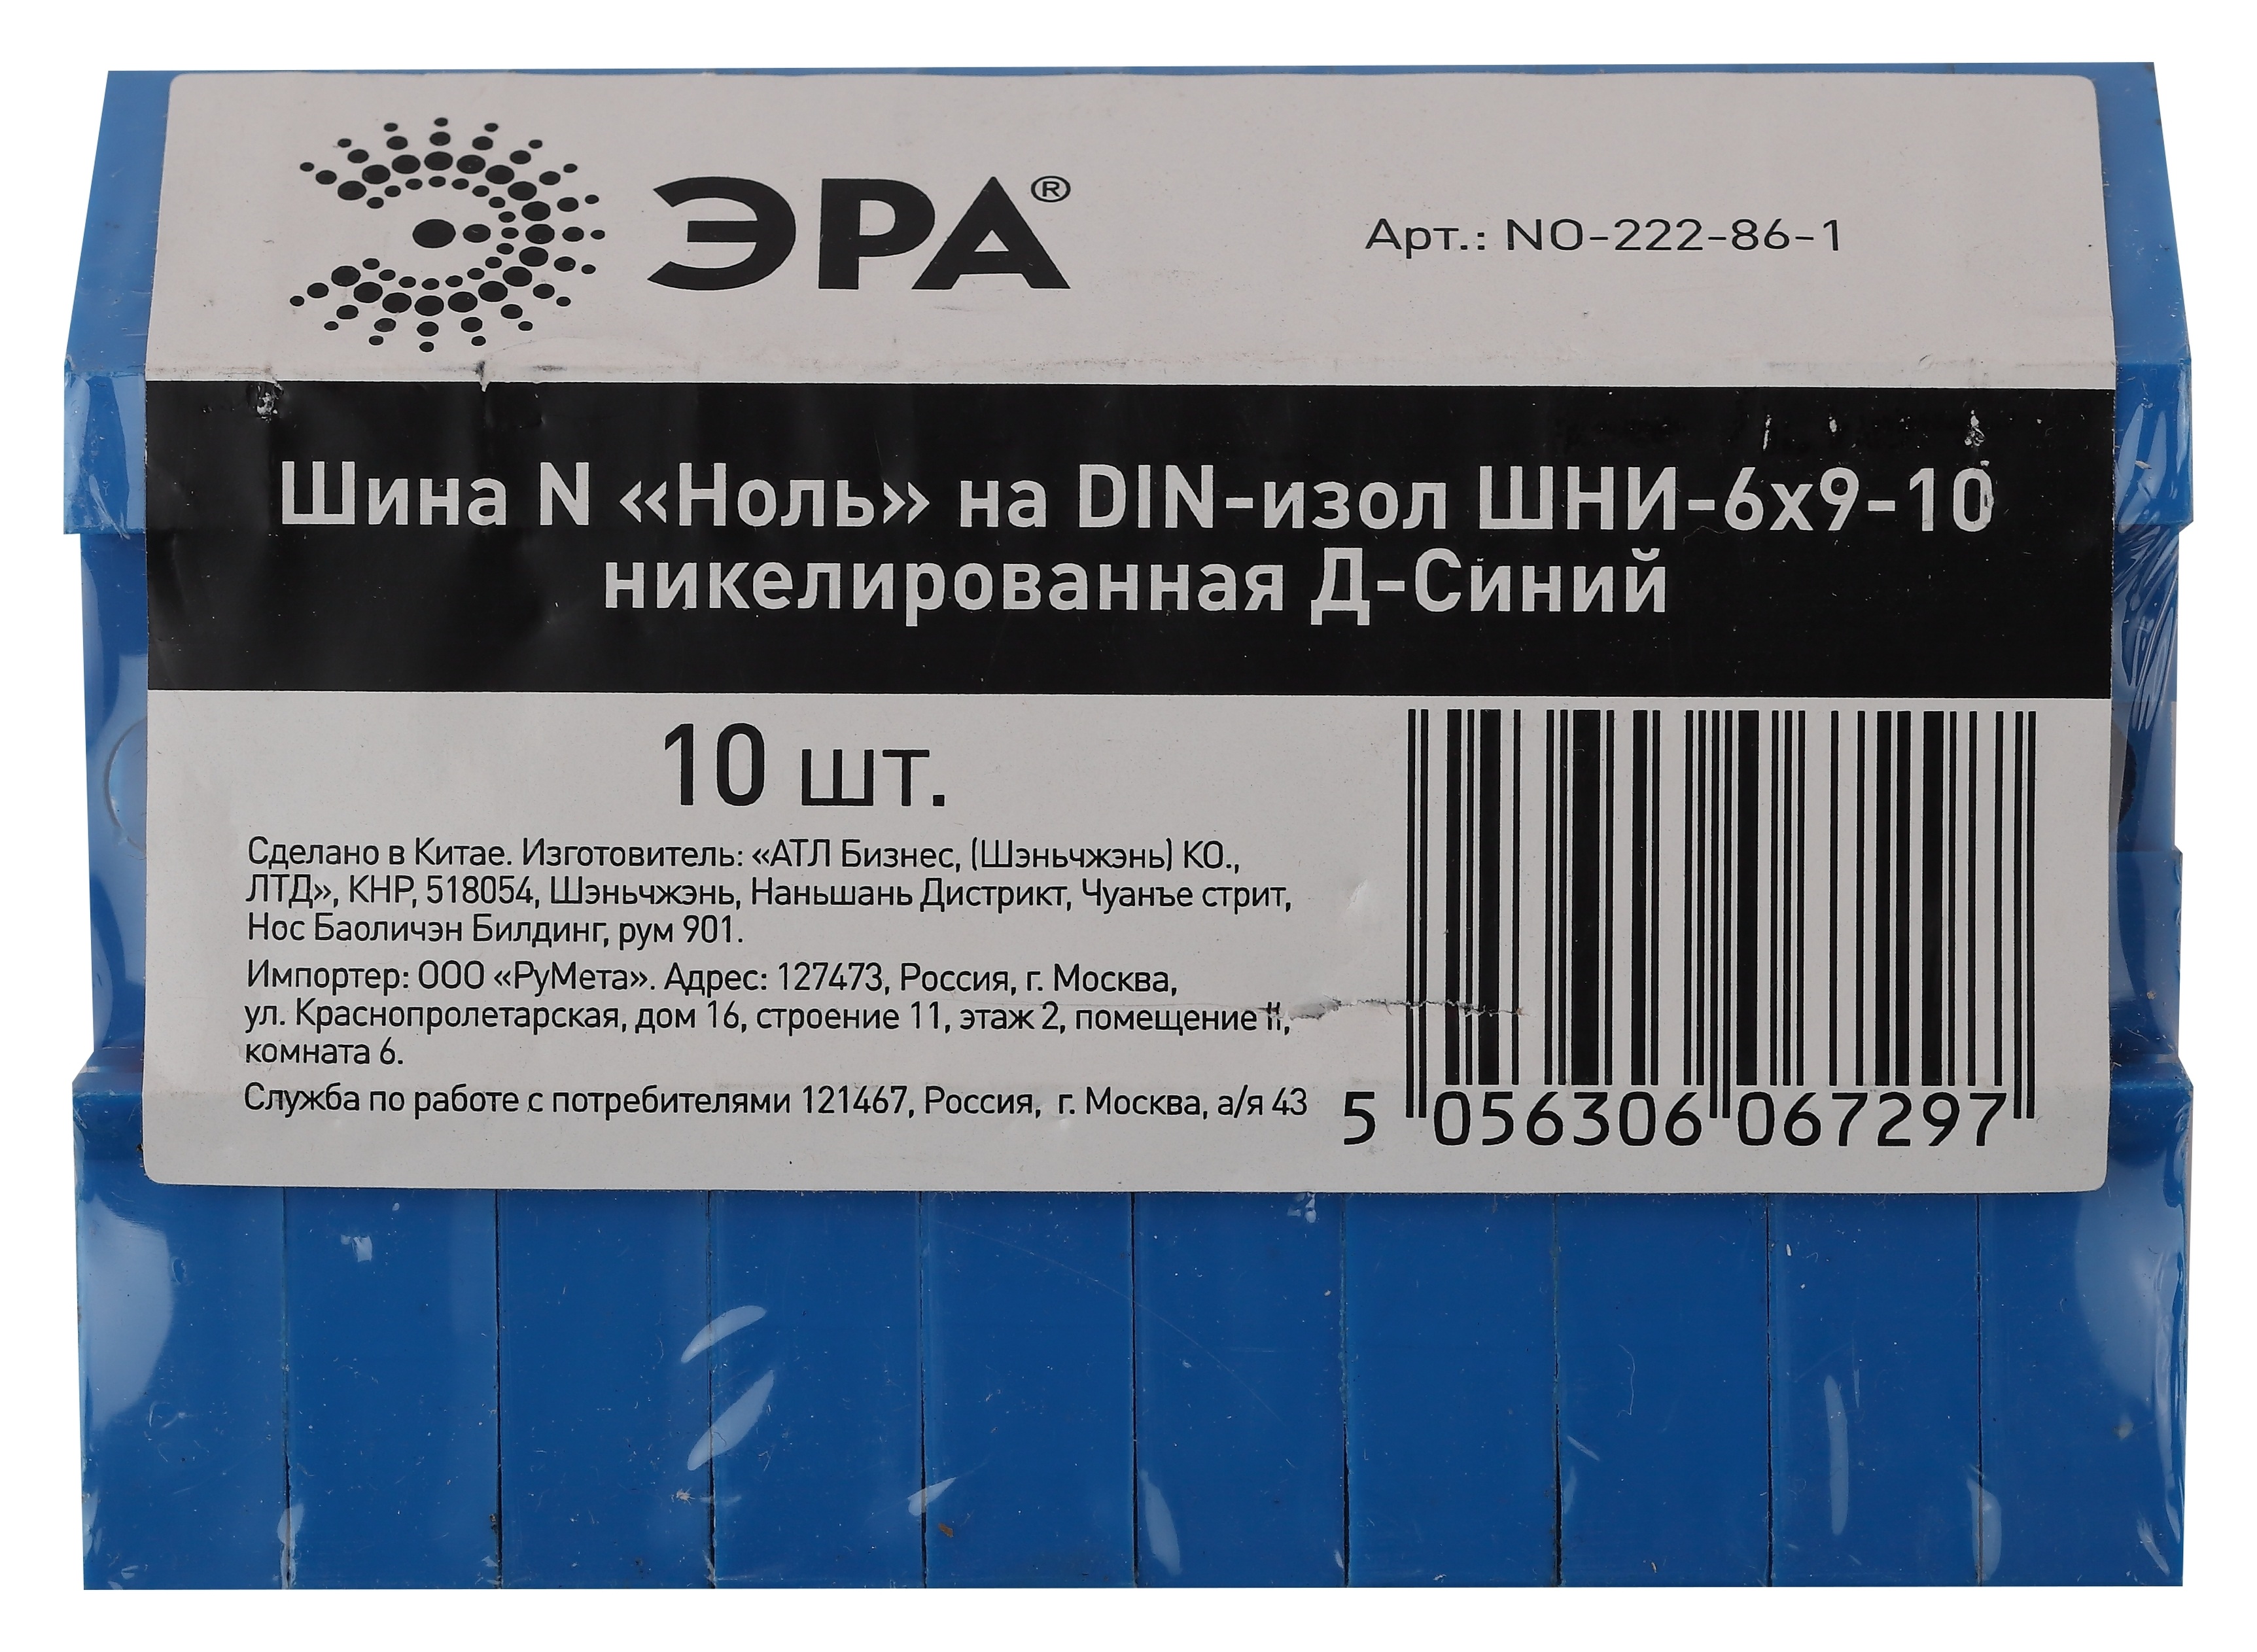 ЭРА®
Арт.: NO-222-86-1
Шина N «Ноль» на DIN-изол ШНИ-6х9-10
никелированная Д-Синий
10 шт.
Сделано в Китае. Изготовитель: «АТЛ Бизнес, (Шэньчжэнь) КО.,
ЛТД», КНР, 518054, Шэньчжэнь, Наньшань Дистрикт, Чуанъе стрит,
Нос Баоличэн Билдинг, рум 901.
Импортер: ООО «РуМета». Адрес: 127473, Россия, г. Москва,
ул. Краснопролетарская, дом 16, строение 11, этаж 2, помещение II,
комната 6.
Служба по работе с потребителями 121467, Россия, г. Москва, а/я 43
5 056306 067297